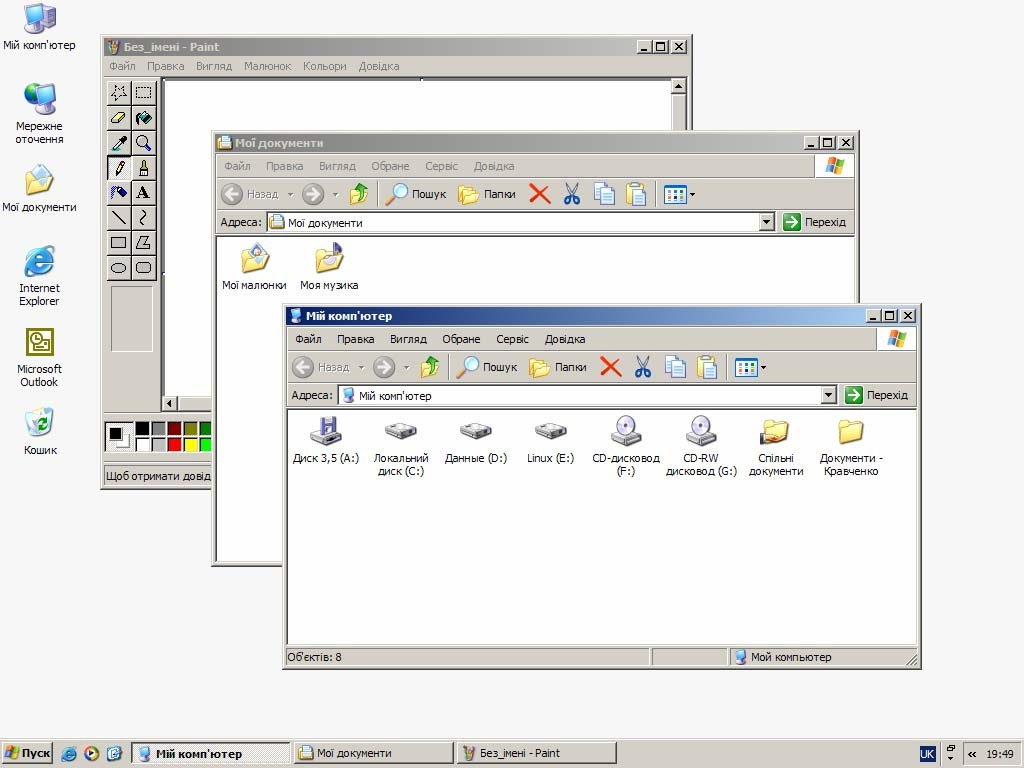 Мій комп'ютер
Мережне
оточення
Мої документи
Internet
Explorer
Microsoft
Outlook
Кошик
Без_імені - Paint
Файл Правка Вигляд Малюнок Кольори Довідка
A
Щоб отримати довід
Мої документи
Файл Правка Вигляд Обране Сервіс Довідка
Назад Пошук Папки
Адреса: Мої документи Перехід
Мої малюнки Моя музика
Мій комп'ютер
Файл Правка Вигляд Обране Сервіс Довідка
Назад Пошук Папки
Адреса: Мій комп'ютер Перехід
Диск 3,5 (A:)
Локальний
диск (C:)
Данные (D:)
Linux (E:)
CD-дисковод
(F:)
CD-RW
дисковод (G:)
Спільні
документи
Документи -
Кравченко
Об'єктів: 8 Мой компьютер
Пуск Мій комп'ютер Мої документи Без_імені - Paint UK « 19:49